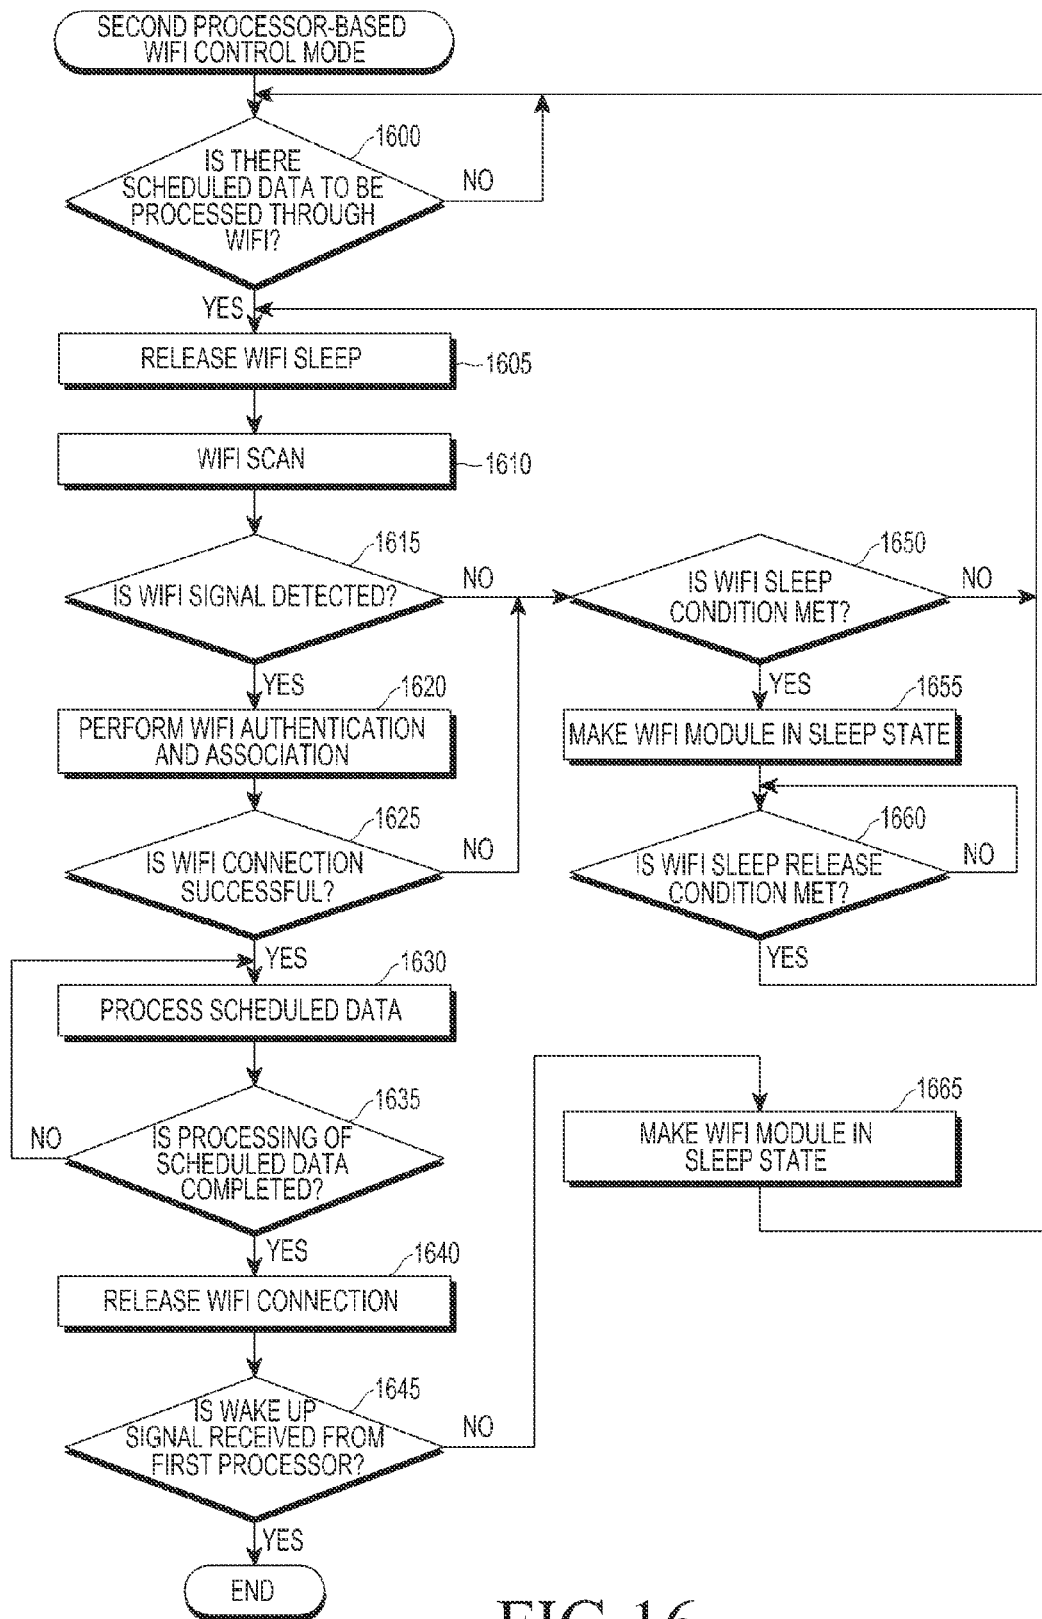 SECOND PROCESSOR-BASED
WIFI CONTROL MODE
1600
IS THERE
SCHEDULED DATA TO BE
PROCESSED THROUGH
WIFI?
NO
YES
RELEASE WIFI SLEEP
1605
WIFI SCAN
1610
1615
IS WIFI SIGNAL DETECTED?
NO
YES
1650
IS WIFI SLEEP
CONDITION MET?
NO
YES
1620
PERFORM WIFI AUTHENTICATION
AND ASSOCIATION
1655
MAKE WIFI MODULE IN SLEEP STATE
1625
IS WIFI CONNECTION
SUCCESSFUL?
NO
YES
1660
IS WIFI SLEEP RELEASE
CONDITION MET?
NO
YES
1630
PROCESS SCHEDULED DATA
1635
IS PROCESSING OF
SCHEDULED DATA
COMPLETED?
NO
YES
1665
MAKE WIFI MODULE IN
SLEEP STATE
1640
RELEASE WIFI CONNECTION
1645
IS WAKE UP
SIGNAL RECEIVED FROM
FIRST PROCESSOR?
NO
YES
END
FIG.16